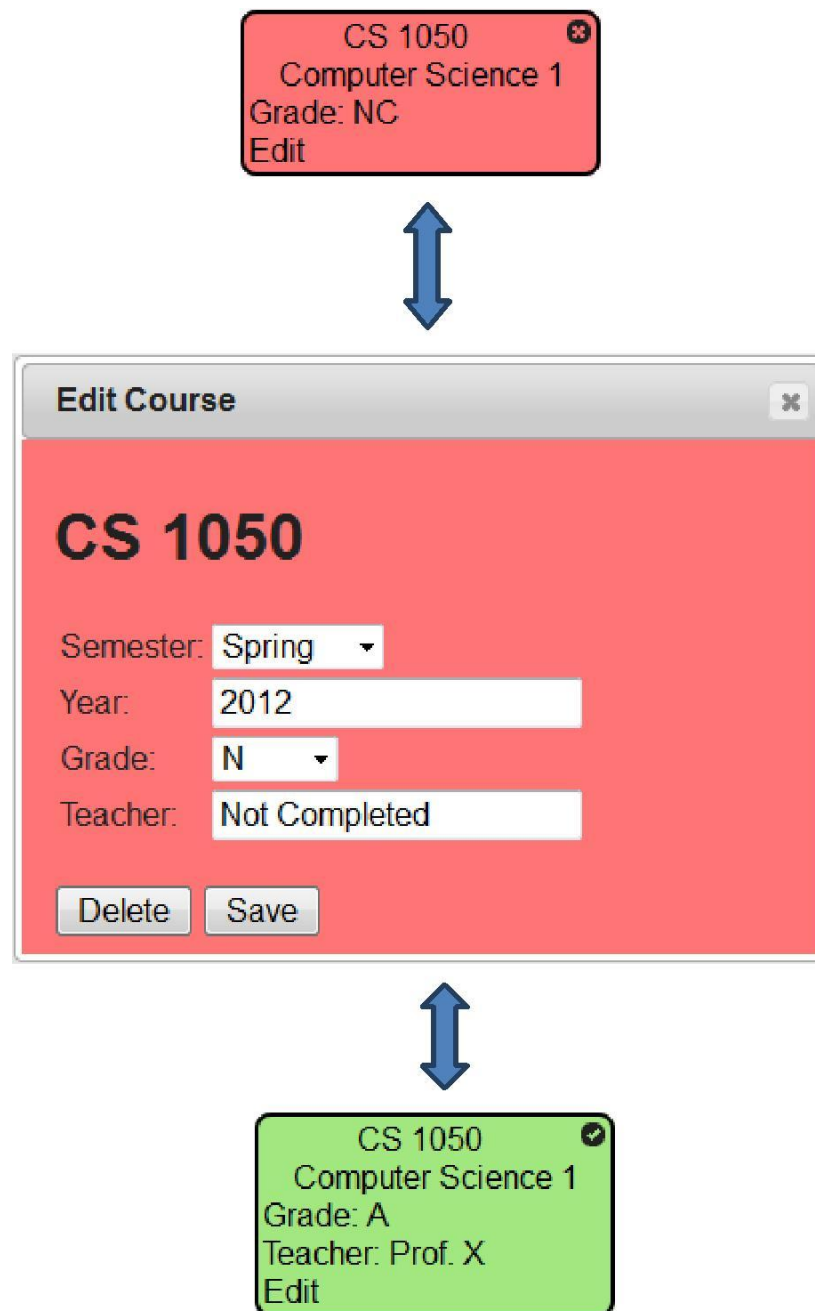 CS 1050
Computer Science 1
Grade: NC
Edit
Edit Course
CS 1050
Semester: Spring
Year: 2012
Grade: N
Teacher: Not Completed
Delete Save
CS 1050
Computer Science 1
Grade: A
Teacher: Prof. X
Edit